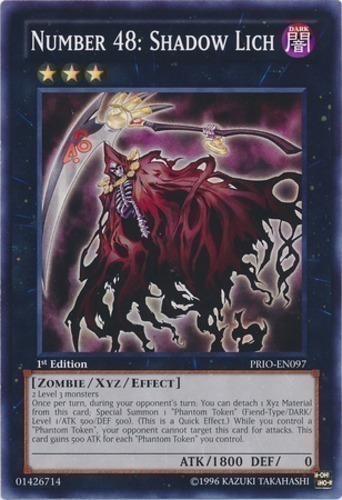 NUMBER 48: SHADOW LICH
DARK
闇
48
1st Edition
PRIO-EN097
[ZOMBIE/XYZ/EFFECT]
2 Level 3 monsters
Once per turn, during your opponent's turn: You can detach 1 Xyz Material
from this card; Special Summon 1 "Phantom Token" (Fiend-Type/DARK/
Level 1/ATK 500/DEF 500). (This is a Quick Effect.) While you control a
"Phantom Token", your opponent cannot target this card for attacks. This
card gains 500 ATK for each "Phantom Token" you control.
ATK/1800 DEF/ 0
01426714
©1996 KAZUKI TAKAHASHI